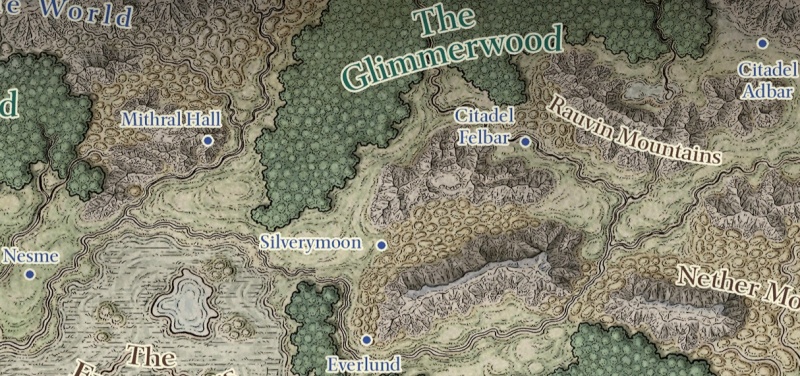 e World
The
Glimmerwood
Citadel
Adbar
d
Mithral Hall
Citadel
Felbar
Rauvin Mountains
Silverymoon
Nesme
Nether Mo
The
Everlund